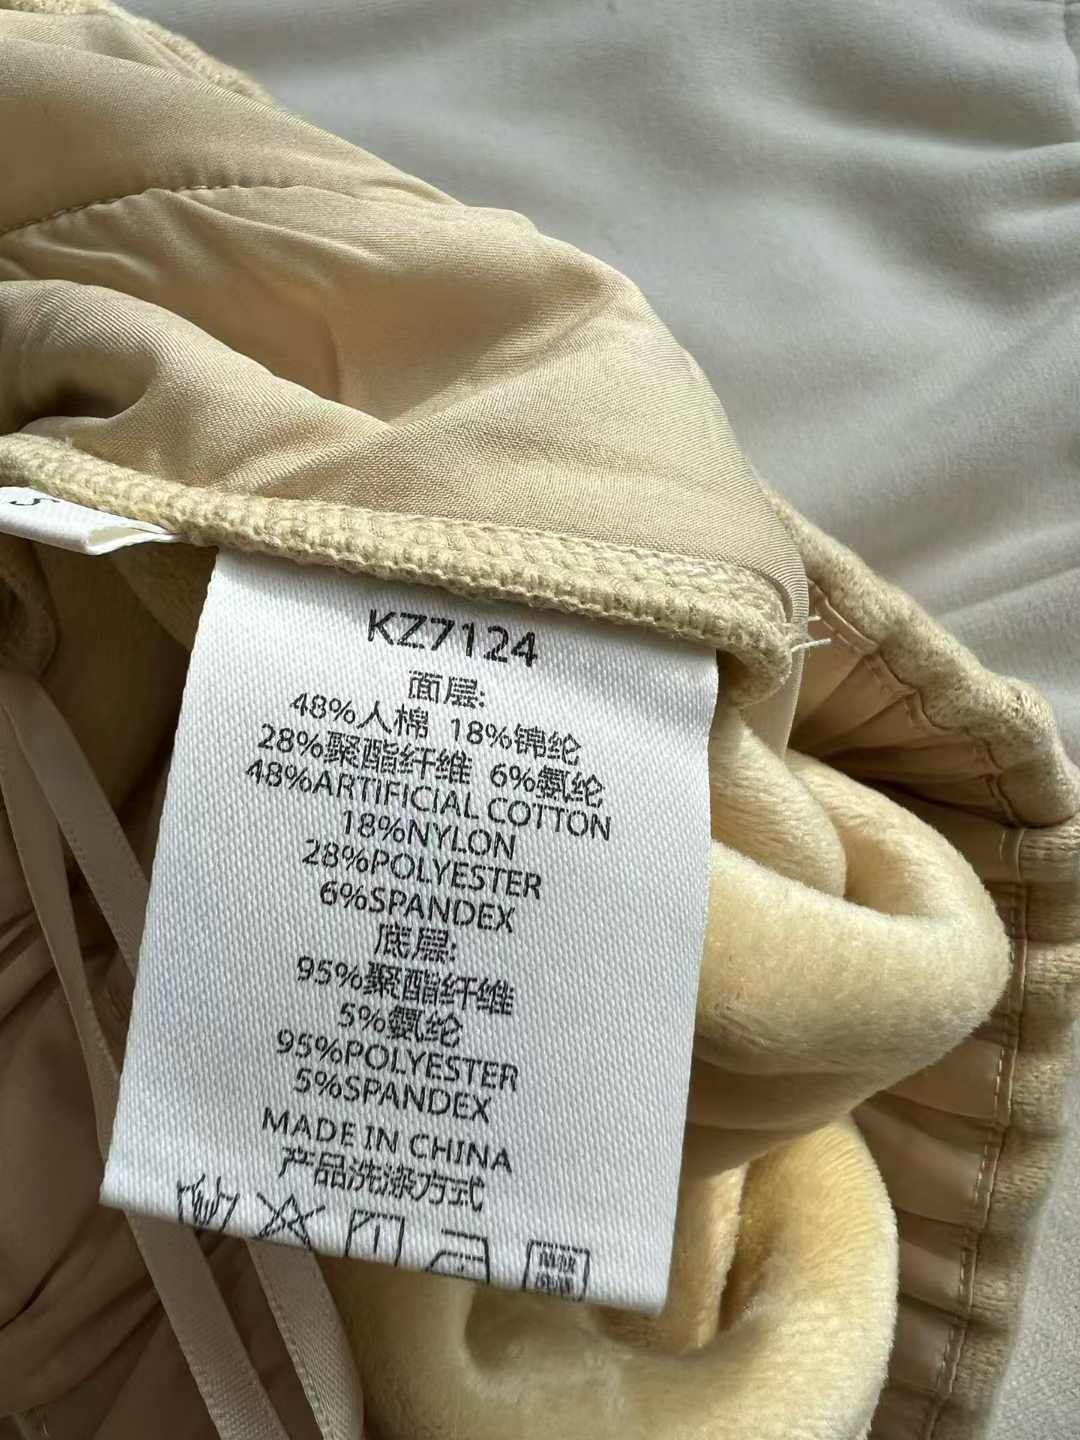 KZ7124
面层:
48%人棉 18%锦纶
28%聚酯纤维 6%氨纶
48%ARTIFICIAL COTTON
18%NYLON
28%POLYESTER
6%SPANDEX
底层:
95%聚酯纤维
5%氨纶
95%POLYESTER
5%SPANDEX
MADE IN CHINA
产品洗涤方式